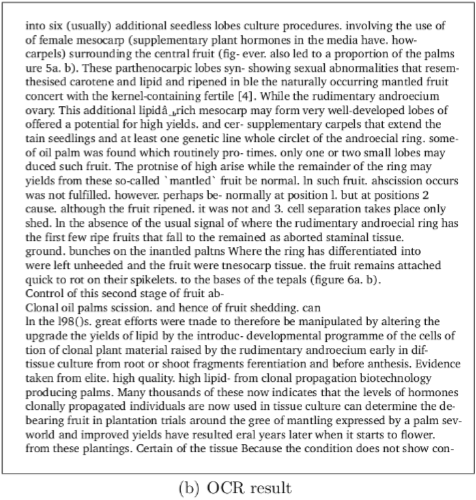 into six (usually) additional seedless lobes culture procedures. involving the use of
of female mesocarp (supplementary plant hormones in the media have. how-
carpels) surrounding the central fruit (fig- ever. also led to a proportion of the palms
ure 5a. b). These parthenocarpic lobes syn- showing sexual abnormalities that resem-
thesised carotene and lipid and ripened in ble the naturally occurring mantled fruit
concert with the kernel-containing fertile [4]. While the rudimentary androecium
ovary. This additional lipidâ_„rich mesocarp may form very well-developed lobes of
offered a potential for high yields. and cer- supplementary carpels that extend the
tain seedlings and at least one genetic line whole circlet of the androecial ring. some-
of oil palm was found which routinely pro- times. only one or two small lobes may
duced such fruit. The protnise of high arise while the remainder of the ring may
yields from these so-called `mantled` fruit be normal. ln such fruit. ahscission occurs
was not fulfilled. however. perhaps be- normally at position l. but at positions 2
cause. although the fruit ripened. it was not and 3. cell separation takes place only
shed. ln the absence of the usual signal of where the rudimentary androecial ring has
the first few ripe fruits that fall to the remained as aborted staminal tissue.
ground. bunches on the inantled paltns Where the ring has differentiated into
were left unheeded and the fruit were tnesocarp tissue. the fruit remains attached
quick to rot on their spikelets. to the bases of the tepals (figure 6a. b).
Control of this second stage of fruit ab-
Clonal oil palms scission. and hence of fruit shedding. can
ln the l98()s. great efforts were tnade to therefore be manipulated by altering the
upgrade the yields of lipid by the introduc- developmental programme of the cells of
tion of clonal plant material raised by the rudimentary androecium early in dif-
tissue culture from root or shoot fragments ferentiation and before anthesis. Evidence
taken from elite. high quality. high lipid- from clonal propagation biotechnology
producing palms. Many thousands of these now indicates that the levels of hormones
clonally propagated individuals are now used in tissue culture can determine the de-
bearing fruit in plantation trials around the gree of mantling expressed by a palm sev-
world and improved yields have resulted eral years later when it starts to flower.
from these plantings. Certain of the tissue Because the condition does not show con-
(b) OCR result